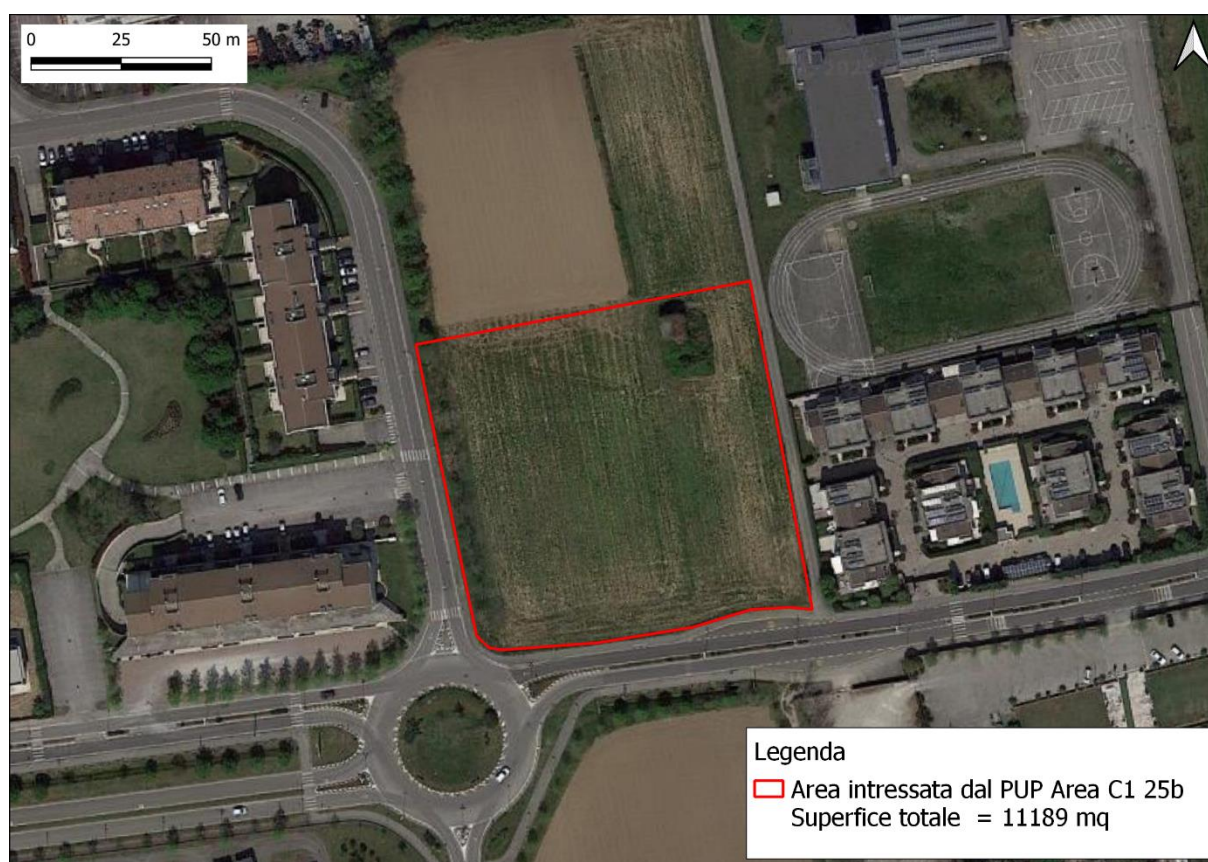 0 25 50 m
Legenda
Area intressata dal PUP Area C1 25b
Superfice totale = 11189 mq